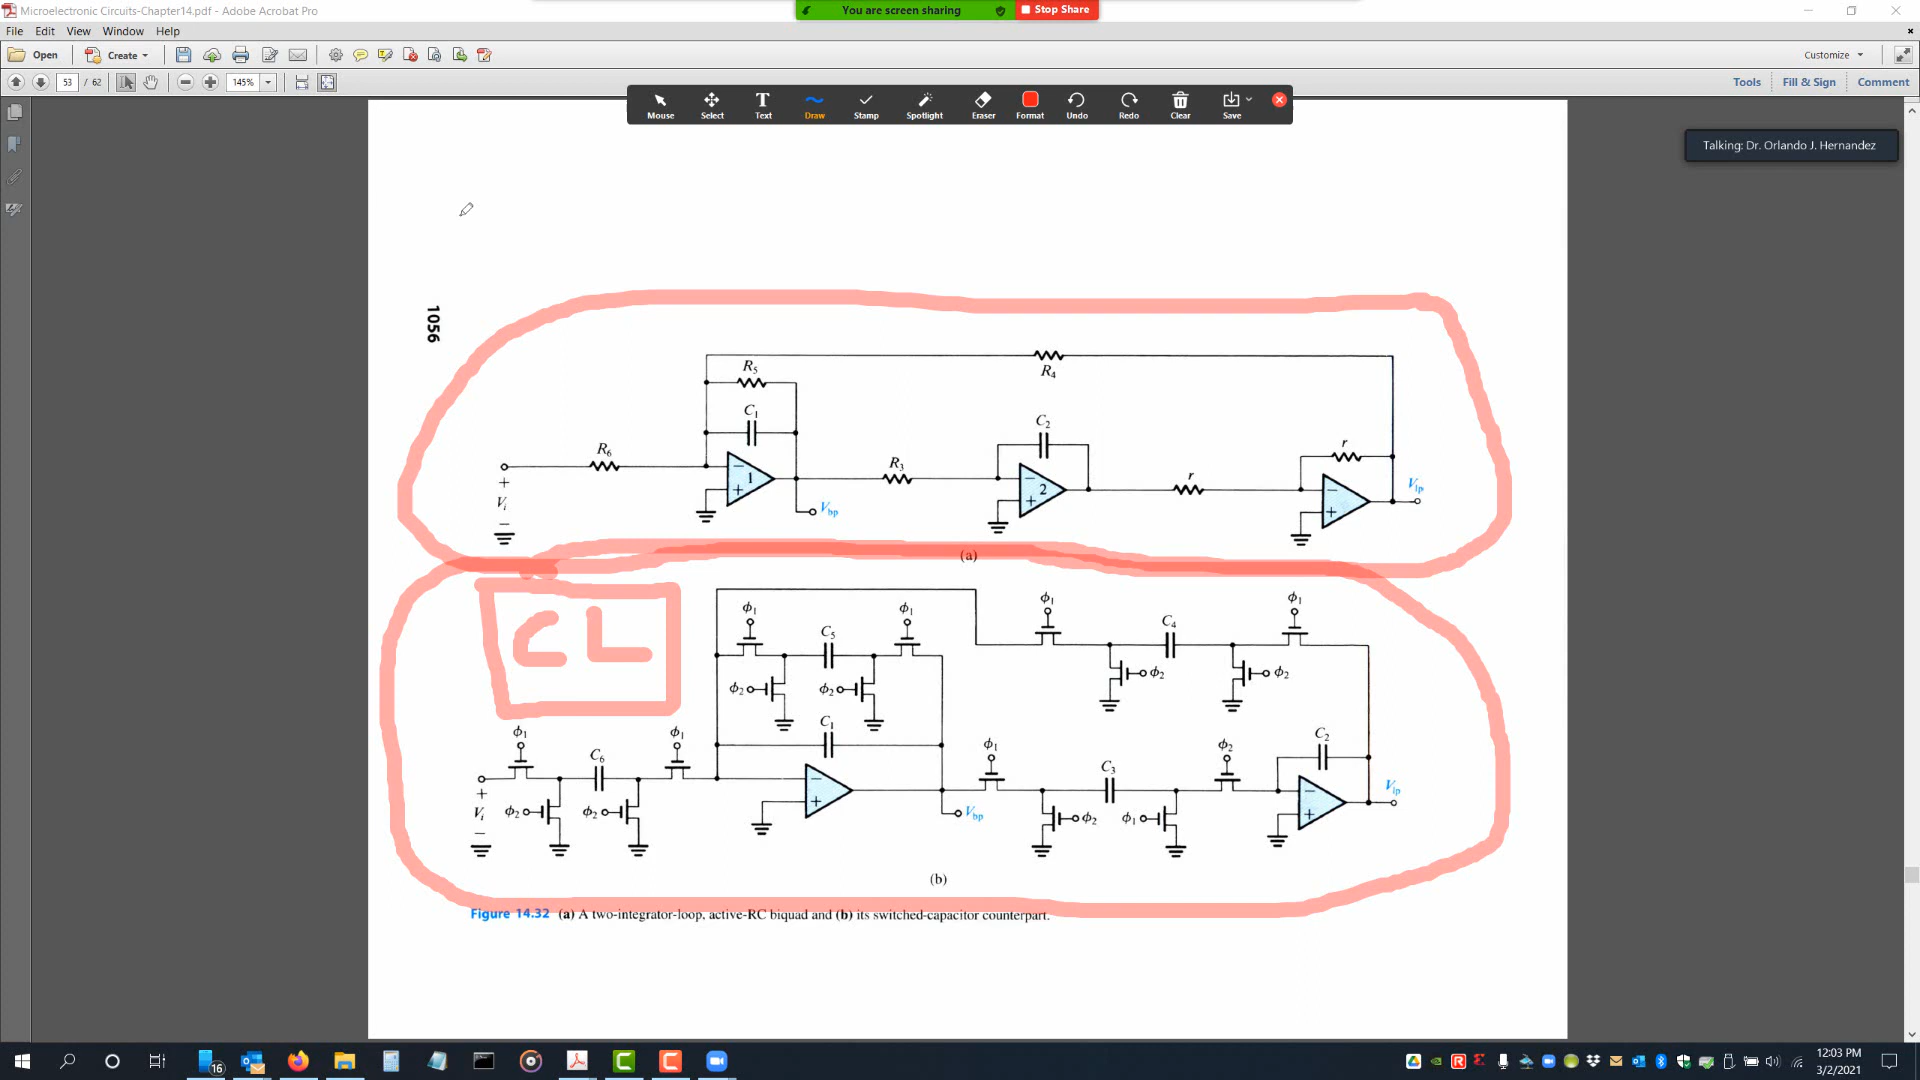 Microelectronic Circuits-Chapter14.pdf - Adobe Acrobat Pro
You are screen sharing
Stop Share
File Edit View Window Help
Open Create
Customize
53 / 62 145%
Tools Fill & Sign Comment
Mouse Select Text Draw Stamp Spotlight Eraser Format Undo Redo Clear Save
Talking: Dr. Orlando J. Hernandez
1056
R4
R5
C1
C2
R6
R3
r
r
− 1 +
− 2 +
− +
+ Vi −
Vbp
Vlp
(a)
CL
ϕ1 ϕ1 ϕ1 ϕ1
C5 C4
ϕ2 ϕ2 ϕ2 ϕ2
C1
ϕ1 ϕ1 ϕ1 ϕ2 C2
C6 C3
− + − +
+ Vi − ϕ2 ϕ2 Vbp ϕ2 ϕ1 Vlp
(b)
Figure 14.32 (a) A two-integrator-loop, active-RC biquad and (b) its switched-capacitor counterpart.
16
12:03 PM
3/2/2021